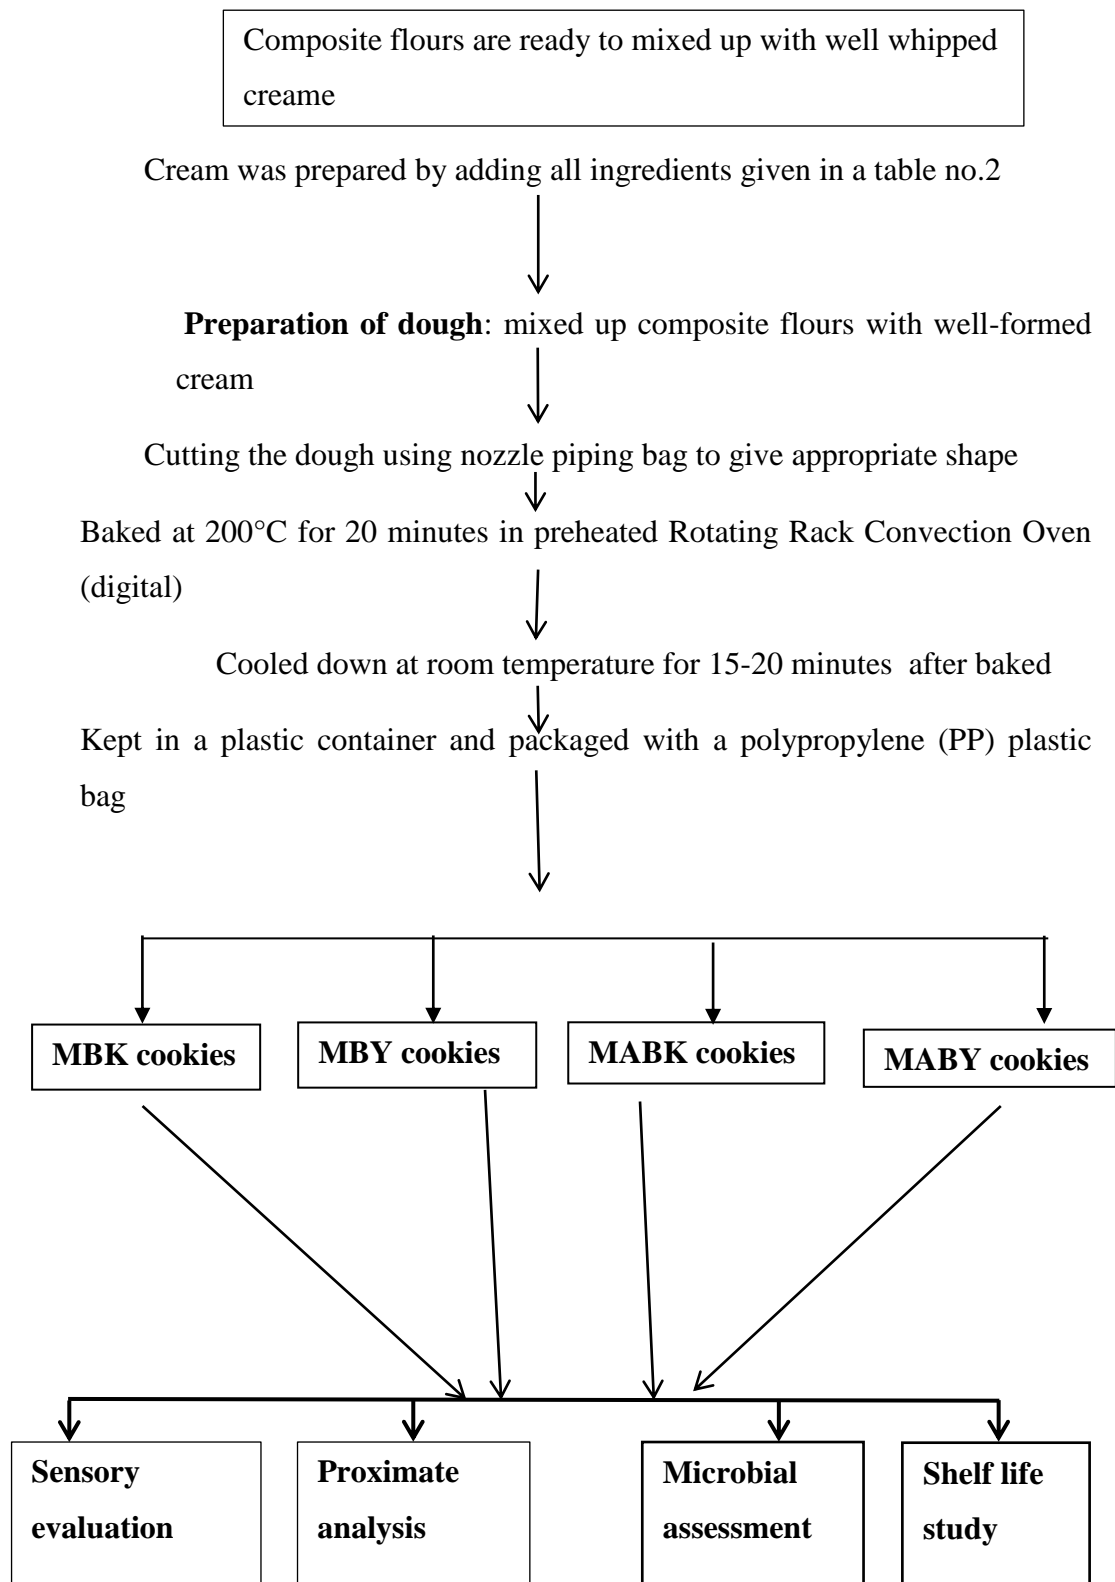 Composite flours are ready to mixed up with well whipped
creame
Cream was prepared by adding all ingredients given in a table no.2
Preparation of dough: mixed up composite flours with well-formed
cream
Cutting the dough using nozzle piping bag to give appropriate shape
Baked at 200°C for 20 minutes in preheated Rotating Rack Convection Oven
(digital)
Cooled down at room temperature for 15-20 minutes after baked
Kept in a plastic container and packaged with a polypropylene (PP) plastic
bag
MBK cookies
MBY cookies
MABK cookies
MABY cookies
Sensory
evaluation
Proximate
analysis
Microbial
assessment
Shelf life
study